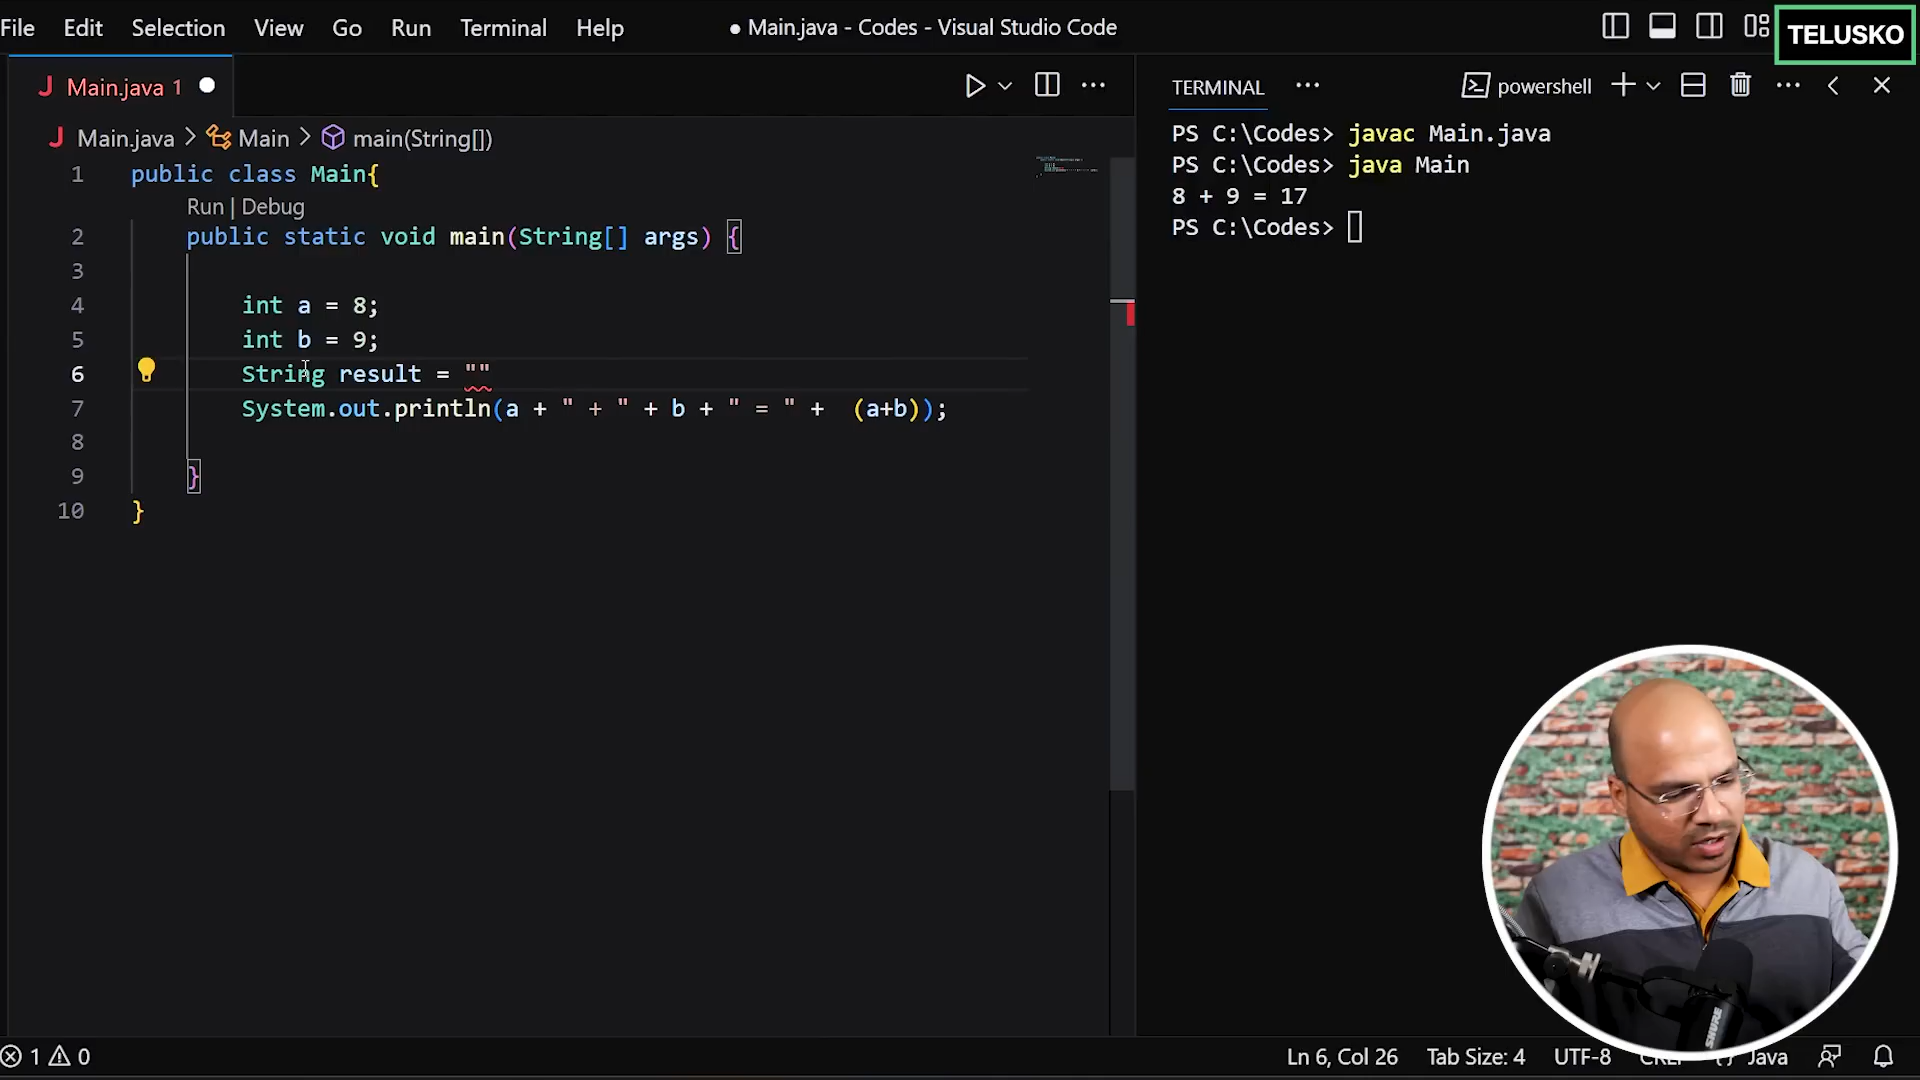 File Edit Selection View Go Run Terminal Help
● Main.java - Codes - Visual Studio Code
TELUSKO
J Main.java 1
J Main.java > Main > main(String[])
1 public class Main{
Run | Debug
2 public static void main(String[] args) {
3
4 int a = 8;
5 int b = 9;
6 String result = ""
7 System.out.println(a + " + " + b + " = " +  (a+b));
8
9 }
10 }
TERMINAL
powershell
PS C:\Codes> javac Main.java
PS C:\Codes> java Main
8 + 9 = 17
PS C:\Codes>
SHURE
1 0
Ln 6, Col 26 Tab Size: 4 UTF-8 CRLF {} Java